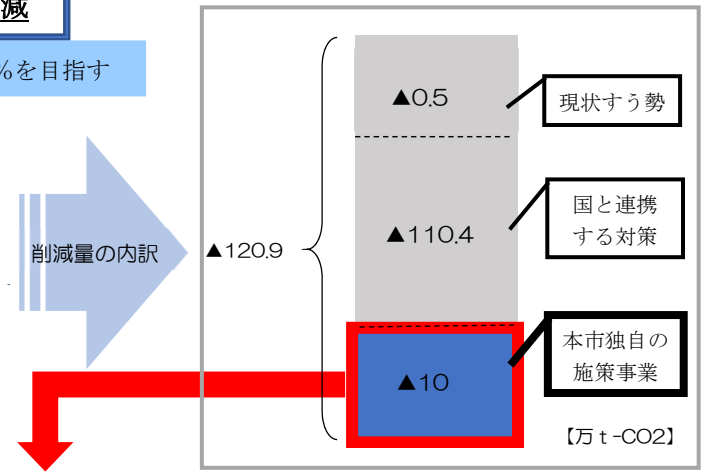 減
%を目指す
▲0.5
現状すう勢
国と連携
する対策
削減量の内訳
▲120.9
▲110.4
本市独自の
施策事業
▲10
【万t-CO2】